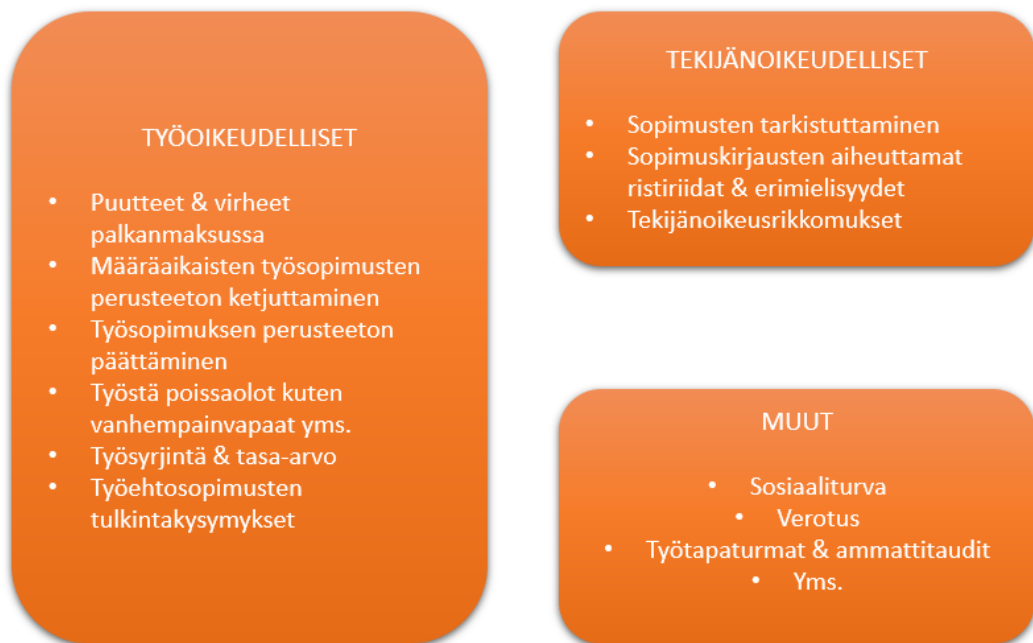 TYÖOIKEUDELLISET
• Puutteet & virheet
palkanmaksussa
• Määräaikaisten työsopimusten
perusteeton ketjuttaminen
• Työsopimuksen perusteeton
päättäminen
• Työstä poissaolot kuten
vanhempainvapaat yms.
• Työsyrjintä & tasa-arvo
• Työehtosopimusten
tulkintakysymykset
TEKIJÄNOIKEUDELLISET
• Sopimusten tarkistuttaminen
• Sopimuskirjausten aiheuttamat
ristiriidat & erimielisyydet
• Tekijänoikeusrikkomukset
MUUT
• Sosiaaliturva
• Verotus
• Työtapaturmat & ammattitaudit
• Yms.